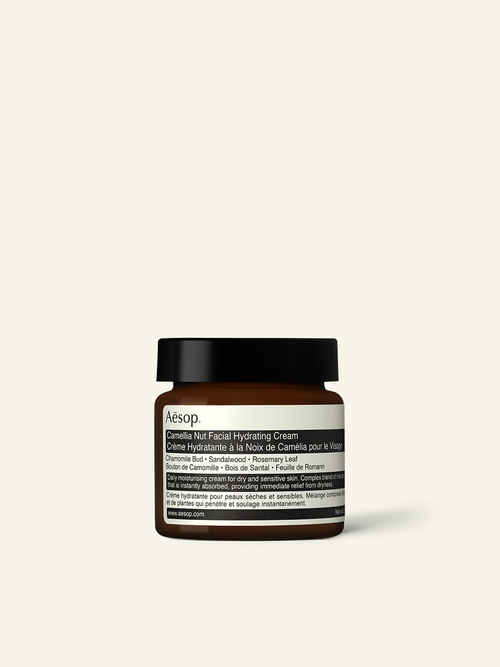 Aēsop.
Camellia Nut Facial Hydrating Cream
Crème Hydratante à la Noix de Camélia pour le Visage
Chamomile Bud • Sandalwood • Rosemary Leaf
Bouton de Camomille • Bois de Santal • Feuille de Romarin
Daily moisturising cream for dry and sensitive skin. Complex blend of
that is instantly absorbed, providing immediate relief from dryness.
Crème hydratante pour peaux sèches et sensibles. Mélange complexe
et de plantes qui pénètre et soulage instantanément.
www.aesop.com